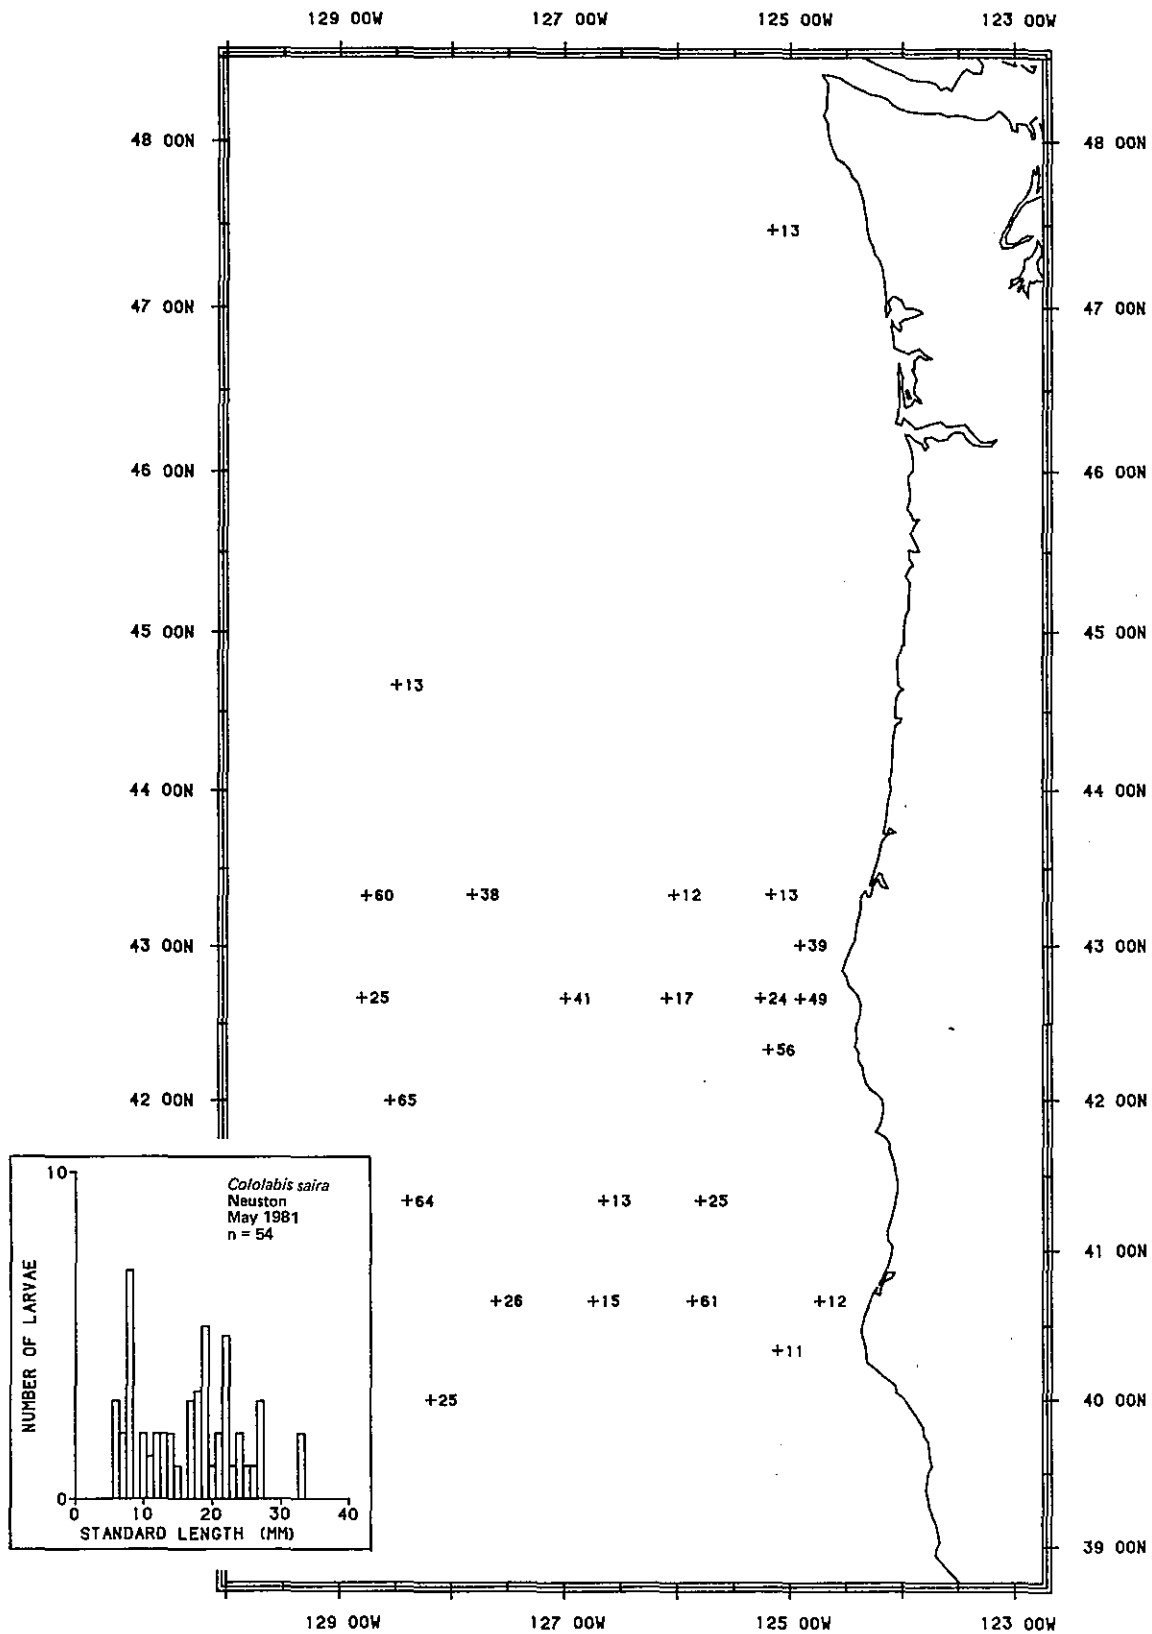 129 00W 127 00W 125 00W 123 00W
48 00N 48 00N
+13
47 00N 47 00N
46 00N 46 00N
45 00N 45 00N
+13
44 00N 44 00N
+60 +38 +12 +13
43 00N +39 43 00N
+25 +41 +17 +24 +49
+56
42 00N +65 42 00N
+64 +13 +25
41 00N
+26 +15 +61 +12
+11
+25 40 00N
39 00N
10
Cololabis saira
Neuston
May 1981
n = 54
NUMBER OF LARVAE
0
0 10 20 30 40
STANDARD LENGTH (MM)
129 00W 127 00W 125 00W 123 00W